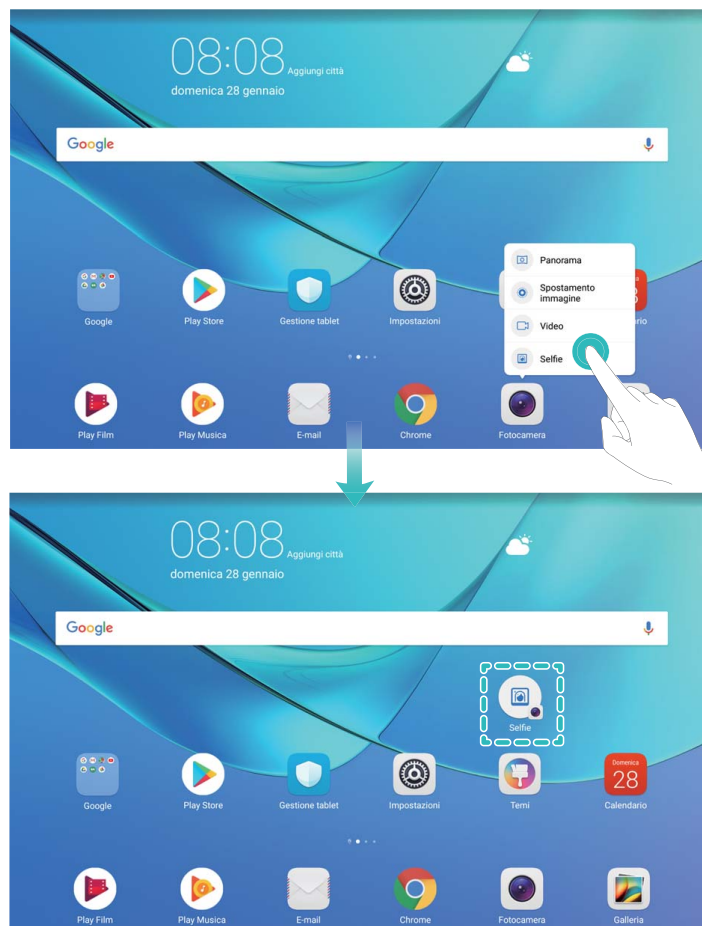 08:08 Aggiungi città
domenica 28 gennaio
Google
Panorama
Spostamento
immagine
Video
Selfie
rio
Google
Play Store
Gestione tablet
Impostazioni
Play Film
Play Musica
E-mail
Chrome
Fotocamera
08:08 Aggiungi città
domenica 28 gennaio
Google
Selfie
Domenica
28
Google
Play Store
Gestione tablet
Impostazioni
Temi
Calendario
Play Film
Play Musica
E-mail
Chrome
Fotocamera
Galleria